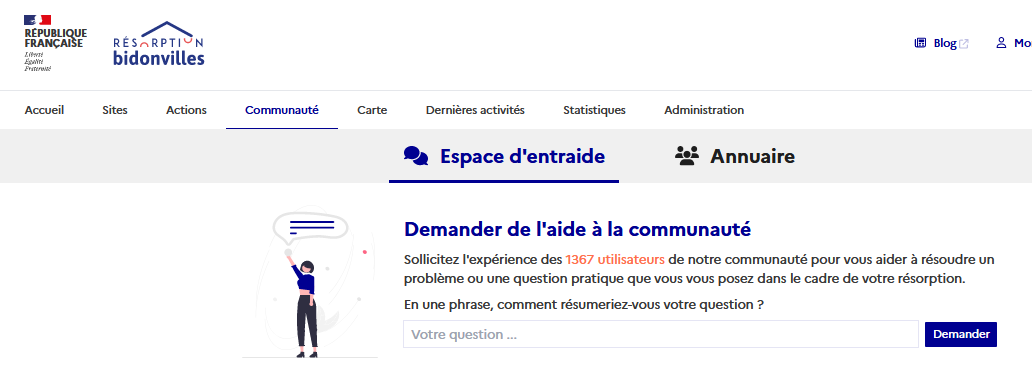 RÉPUBLIQUE
FRANÇAISE
Liberté
Égalité
Fraternité
RÉSORPTION
bidonvilles
Blog
Mo
Accueil
Sites
Actions
Communauté
Carte
Dernières activités
Statistiques
Administration
Espace d'entraide
Annuaire
Demander de l'aide à la communauté
Sollicitez l'expérience des 1367 utilisateurs de notre communauté pour vous aider à résoudre un
problème ou une question pratique que vous vous posez dans le cadre de votre résorption.
En une phrase, comment résumeriez-vous votre question ?
Votre question ...
Demander